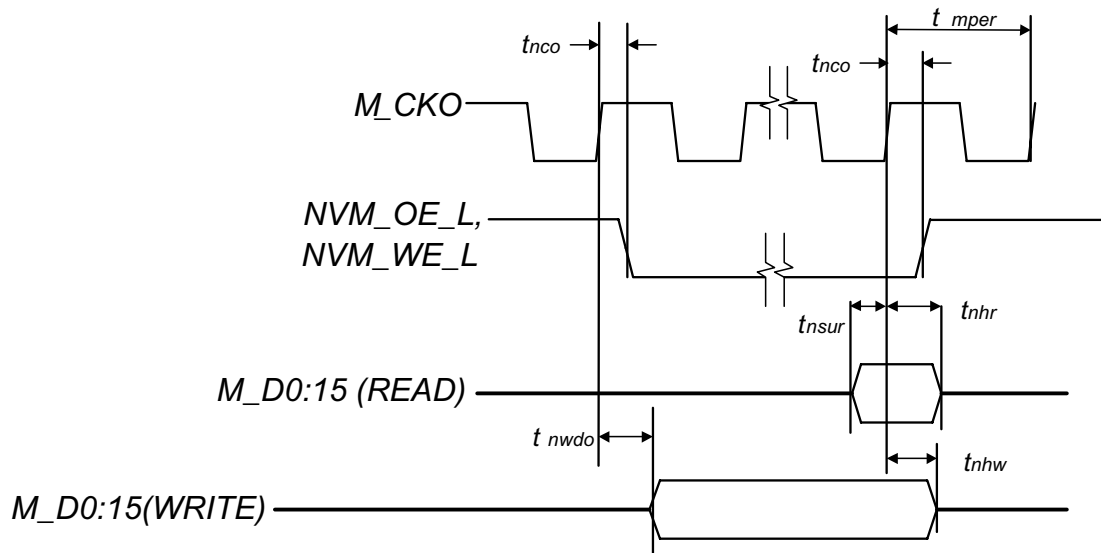 t mper
tnco
tnco
M_CKO
NVM_OE_L,
NVM_WE_L
tnsur
tnhr
M_D0:15 (READ)
t nwdo
tnhw
M_D0:15(WRITE)